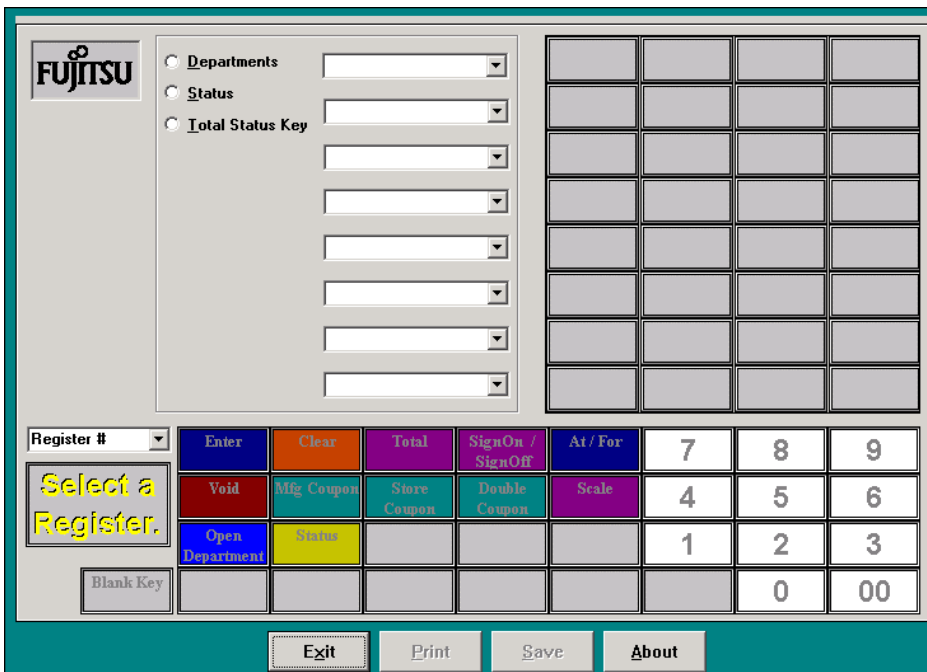 FUJITSU
Departments
Status
Total Status Key
Register #
Select a
Register.
Enter
Clear
Total
SignOn /
SignOff
At / For
7
8
9
Void
Mfg Coupon
Store
Coupon
Double
Coupon
Scale
4
5
6
Open
Department
Status
1
2
3
Blank Key
0
00
Exit
Print
Save
About